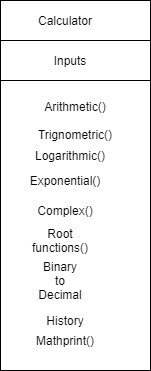 Calculator
Inputs
Arithmetic()
Trignometric()
Logarithmic()
Exponential()
Complex()
Root
functions()
Binary
to
Decimal
History
Mathprint()